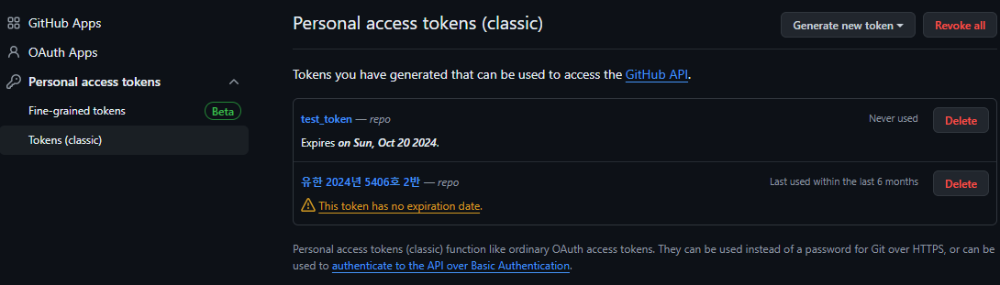 GitHub Apps
OAuth Apps
Personal access tokens
Fine-grained tokens Beta
Tokens (classic)
Personal access tokens (classic)
Generate new token
Revoke all
Tokens you have generated that can be used to access the GitHub API.
test_token — repo
Never used
Delete
Expires on Sun, Oct 20 2024.
유한 2024년 5406호 2반 — repo
Last used within the last 6 months
Delete
This token has no expiration date.
Personal access tokens (classic) function like ordinary OAuth access tokens. They can be used instead of a password for Git over HTTPS, or can be
used to authenticate to the API over Basic Authentication.